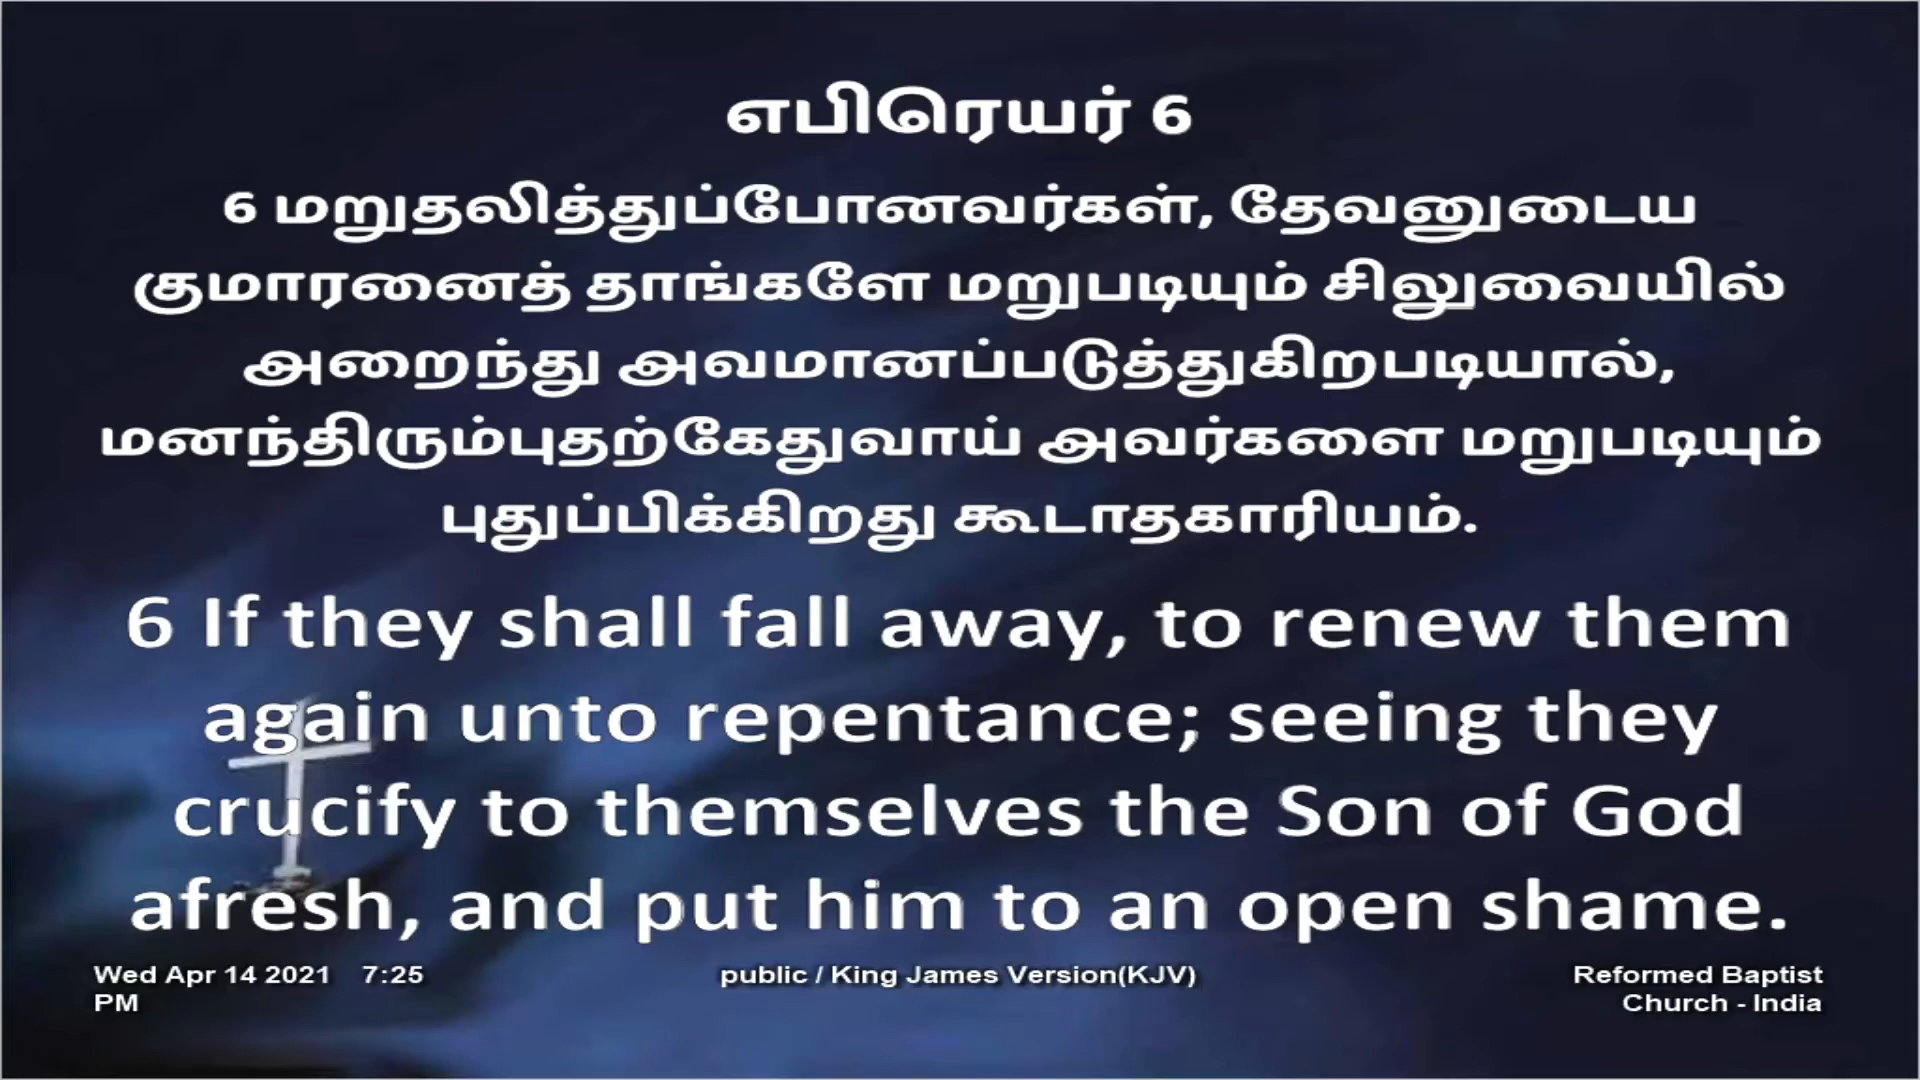 எபிரெயர் 6
6 மறுதலித்துப்போனவர்கள், தேவனுடைய
குமாரனைத் தாங்களே மறுபடியும் சிலுவையில்
அறைந்து அவமானப்படுத்துகிறபடியால்,
மனந்திரும்புதற்கேதுவாய் அவர்களை மறுபடியும்
புதுப்பிக்கிறது கூடாதகாரியம்.
6 If they shall fall away, to renew them
again unto repentance; seeing they
crucify to themselves the Son of God
afresh, and put him to an open shame.
Wed Apr 14 2021 7:25
PM
public / King James Version(KJV)
Reformed Baptist
Church - India